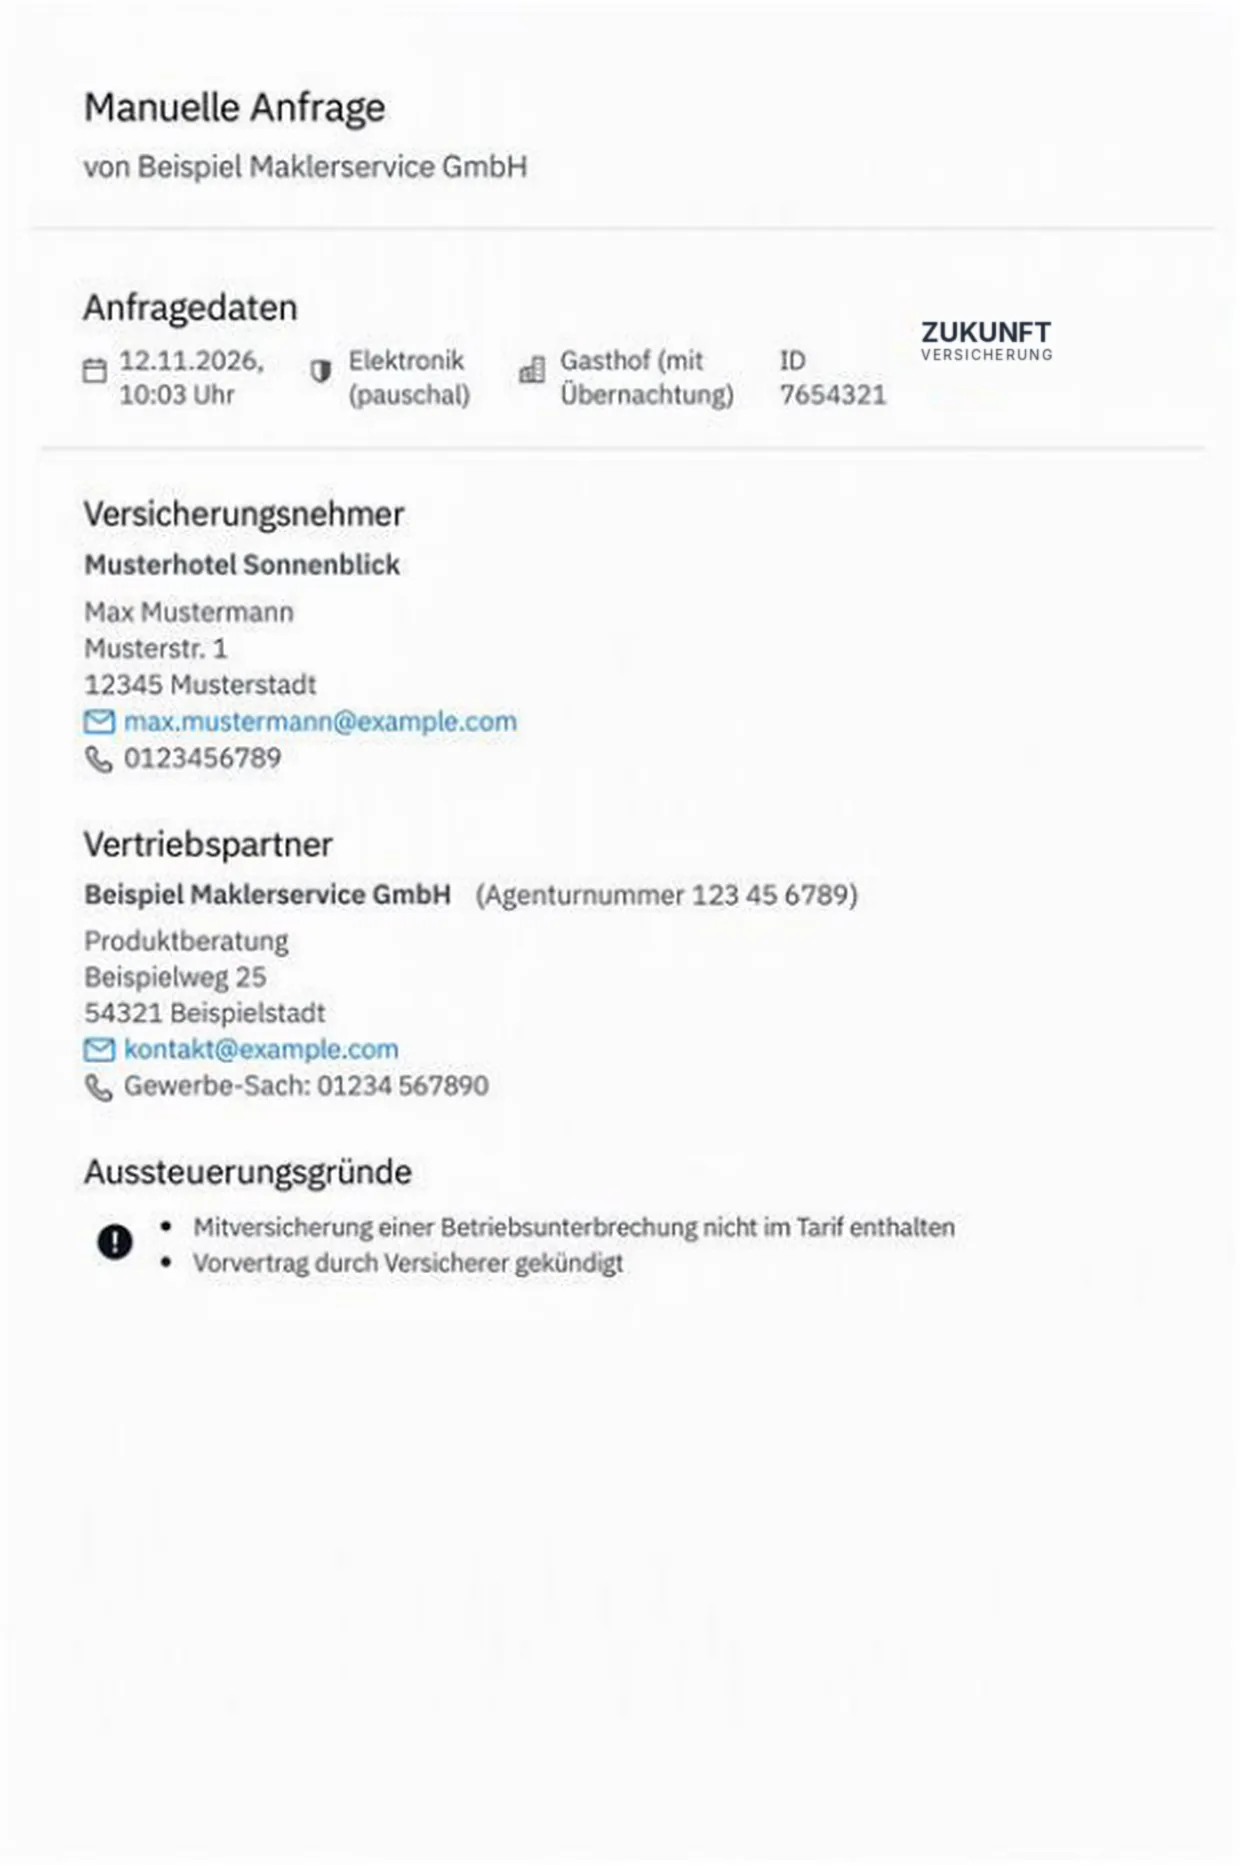 Manuelle Anfrage
von Beispiel Maklerservice GmbH
Anfragedaten
12.11.2026,
10:03 Uhr
Elektronik
(pauschal)
Gasthof (mit
Übernachtung)
ID
7654321
ZUKUNFT
VERSICHERUNG
Versicherungsnehmer
Musterhotel Sonnenblick
Max Mustermann
Musterstr. 1
12345 Musterstadt
max.mustermann@example.com
0123456789
Vertriebspartner
Beispiel Maklerservice GmbH (Agenturnummer 123 45 6789)
Produktberatung
Beispielweg 25
54321 Beispielstadt
kontakt@example.com
Gewerbe-Sach: 01234 567890
Aussteuerungsgründe
• Mitversicherung einer Betriebsunterbrechung nicht im Tarif enthalten
• Vorvertrag durch Versicherer gekündigt